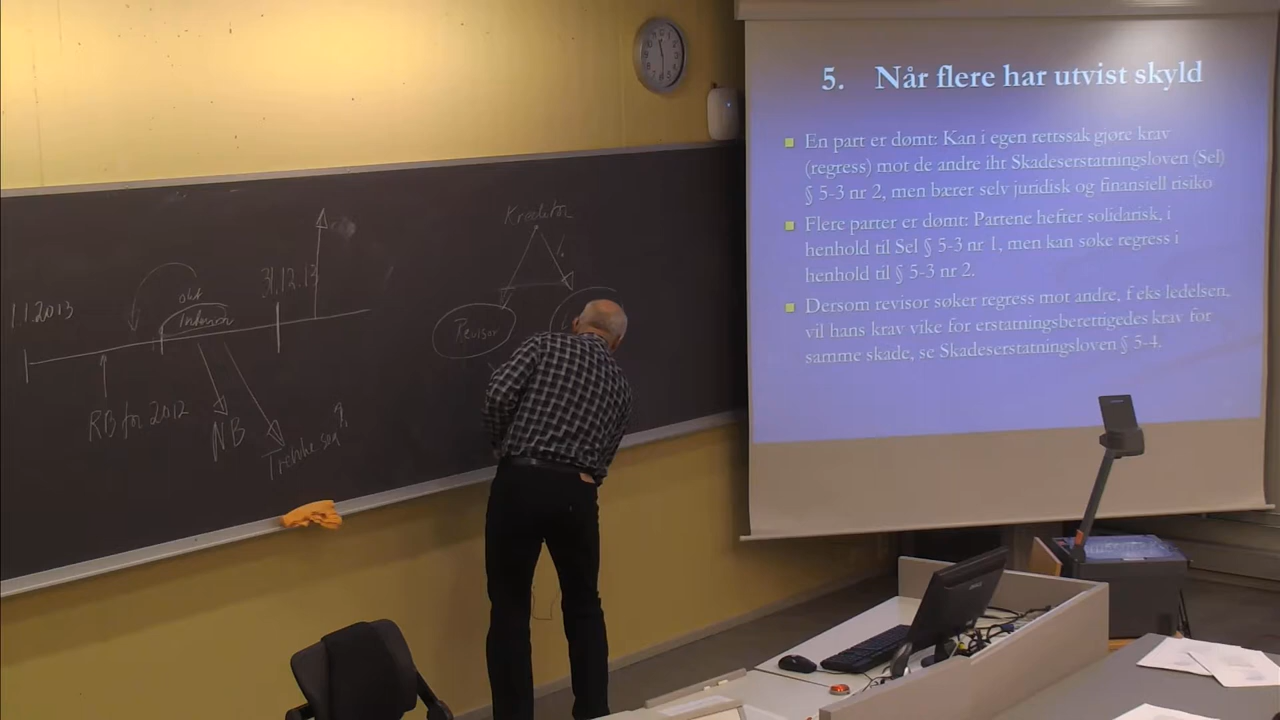 5. Når flere har utvist skyld
En part er dømt: Kan i egen rettssak gjøre krav
(regress) mot de andre iht Skadeserstatningsloven (Sel)
§ 5-3 nr 2, men bærer selv juridisk og finansiell risiko
Flere parter er dømt: Partene hefter solidarisk, i
henhold til Sel § 5-3 nr 1, men kan søke regress i
henhold til § 5-3 nr 2.
Dersom revisor søker regress mot andre, f eks ledelsen,
vil hans krav vike for erstatningsberettigedes krav for
samme skade, se Skadeserstatningsloven § 5-4.
1.1.2013
okt
Interim
31.12.13
RB for 2012
NB
Trekke seg?
Kreditor
Revisor